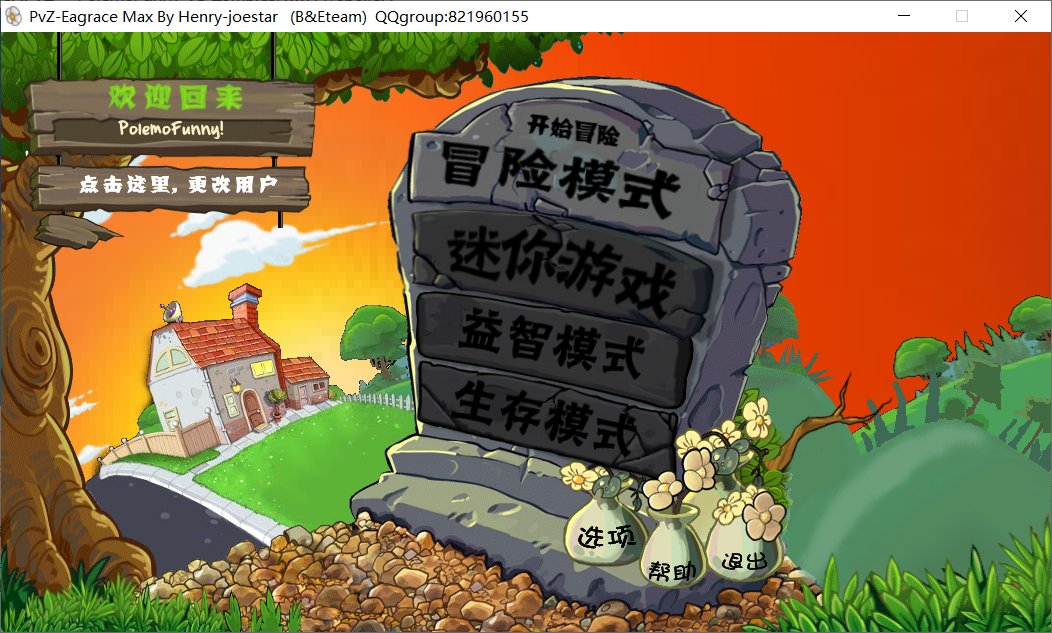 PvZ-Eagrace Max By Henry-joestar (B&Eteam) QQgroup:821960155
欢迎回来
PolemoFunny!
点击这里,更改用户
开始冒险
冒险模式
迷你游戏
益智模式
生存模式
选项
帮助
退出